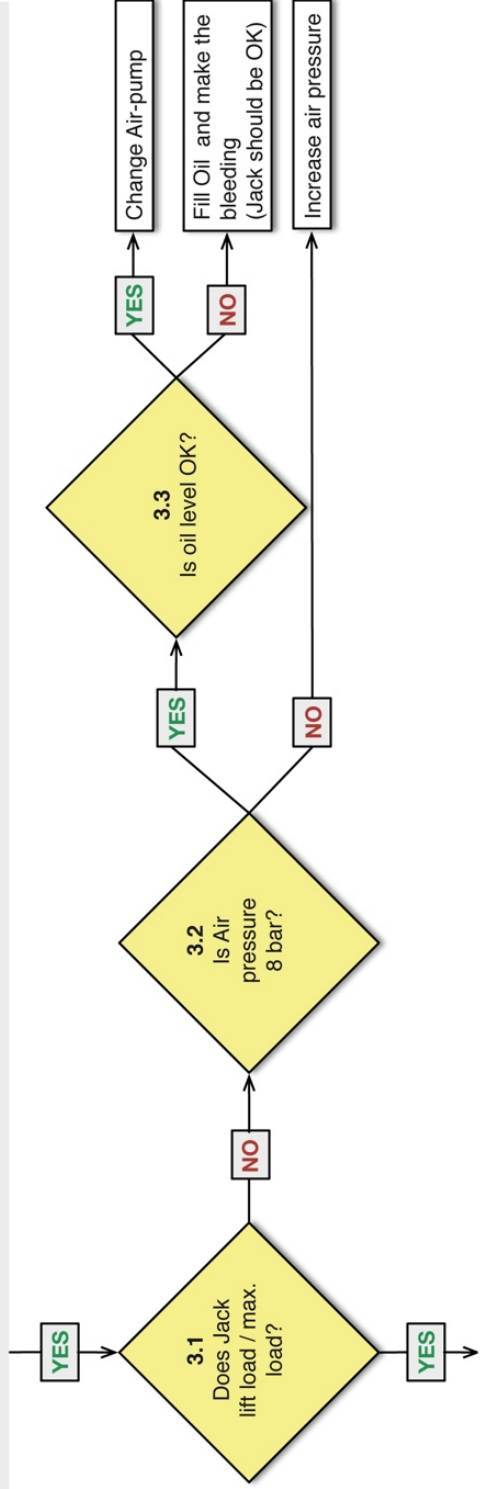 YES
3.1
Does Jack
lift load / max.
load?
YES
NO
3.2
Is Air
pressure
8 bar?
YES
NO
3.3
Is oil level OK?
YES
NO
Change Air-pump
Fill Oil and make the
bleeding
(Jack should be OK)
Increase air pressure